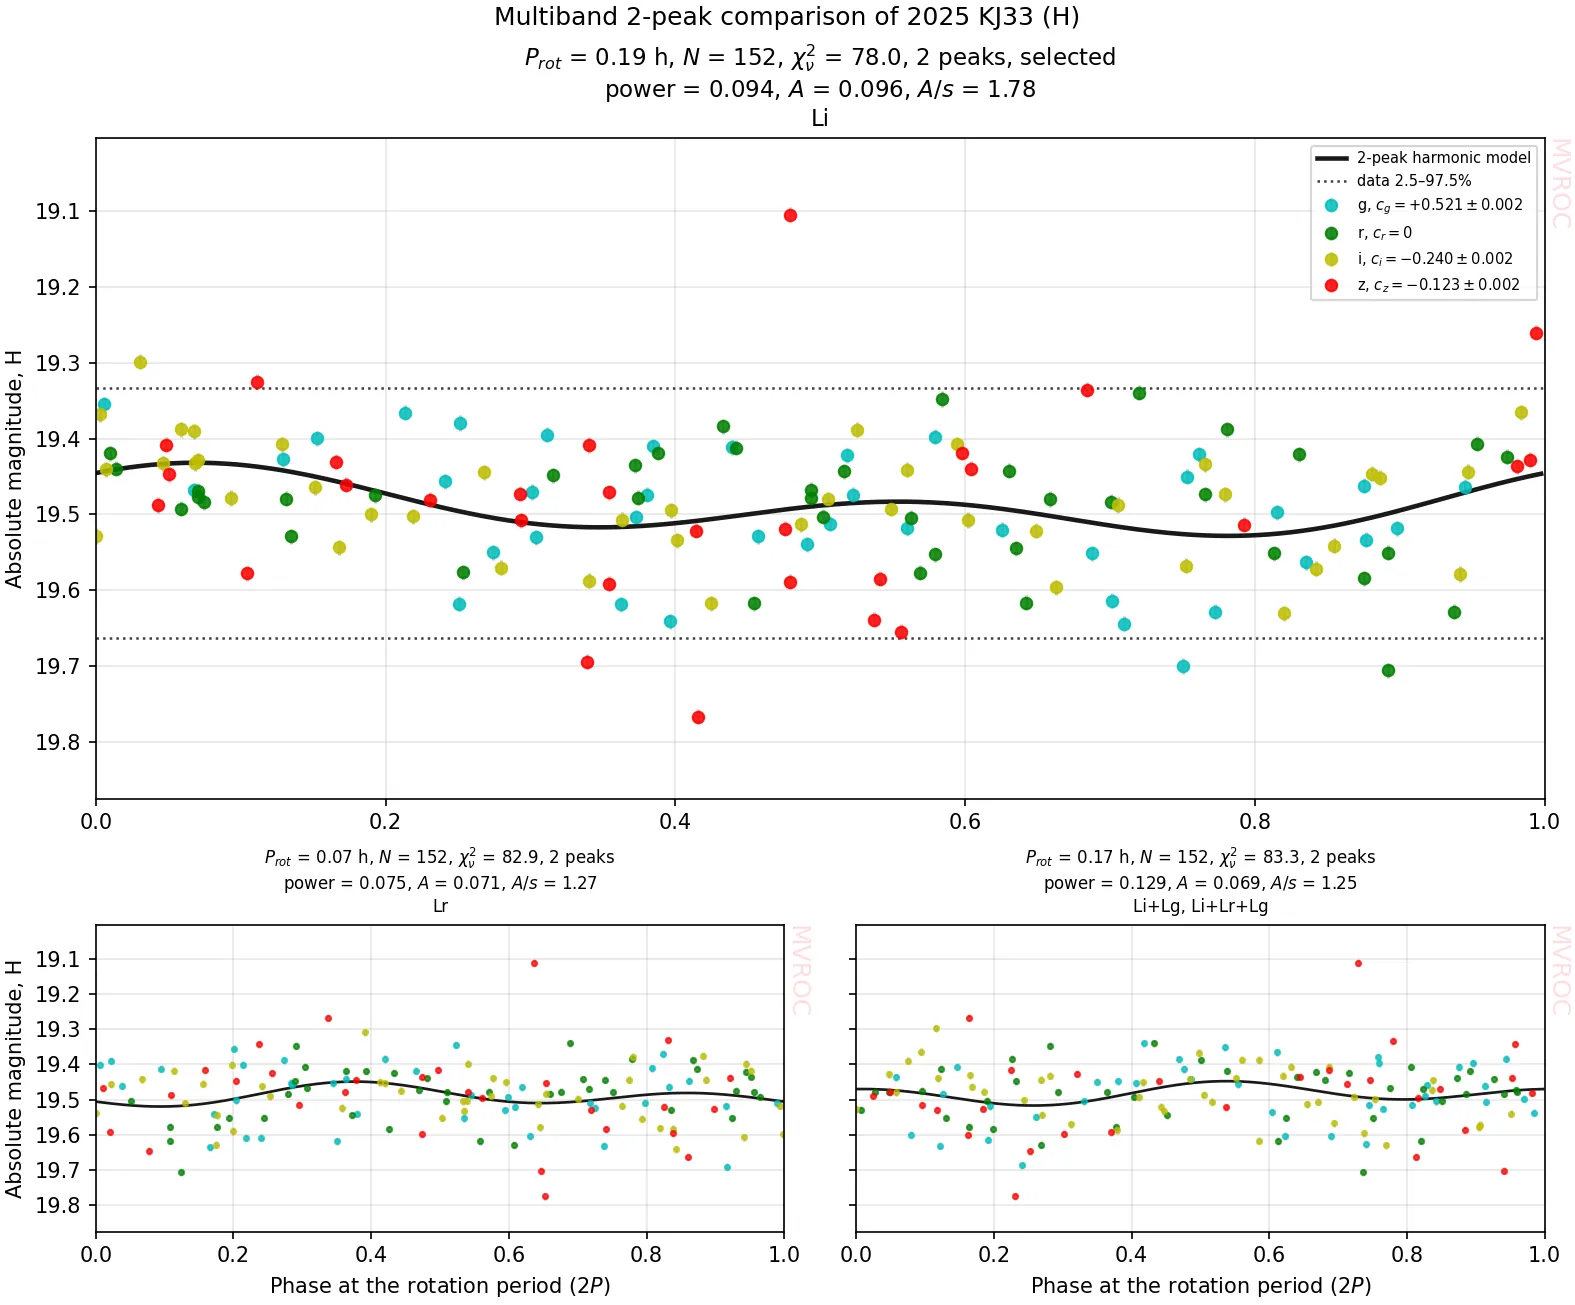 Multiband 2-peak comparison of 2025 KJ33 (H)
P_rot = 0.19 h, N = 152, χ²_ν = 78.0, 2 peaks, selected
power = 0.094, A = 0.096, A/s = 1.78
Li
2-peak harmonic model
data 2.5–97.5%
g, c_g = +0.521 ± 0.002
r, c_r = 0
i, c_i = −0.240 ± 0.002
z, c_z = −0.123 ± 0.002
MVROC
Absolute magnitude, H
19.1
19.2
19.3
19.4
19.5
19.6
19.7
19.8
0.0 0.2 0.4 0.6 0.8 1.0
P_rot = 0.07 h, N = 152, χ²_ν = 82.9, 2 peaks
power = 0.075, A = 0.071, A/s = 1.27
Lr
MVROC
Absolute magnitude, H
19.1
19.2
19.3
19.4
19.5
19.6
19.7
19.8
0.0 0.2 0.4 0.6 0.8 1.0
Phase at the rotation period (2P)
P_rot = 0.17 h, N = 152, χ²_ν = 83.3, 2 peaks
power = 0.129, A = 0.069, A/s = 1.25
Li+Lg, Li+Lr+Lg
MVROC
0.0 0.2 0.4 0.6 0.8 1.0
Phase at the rotation period (2P)